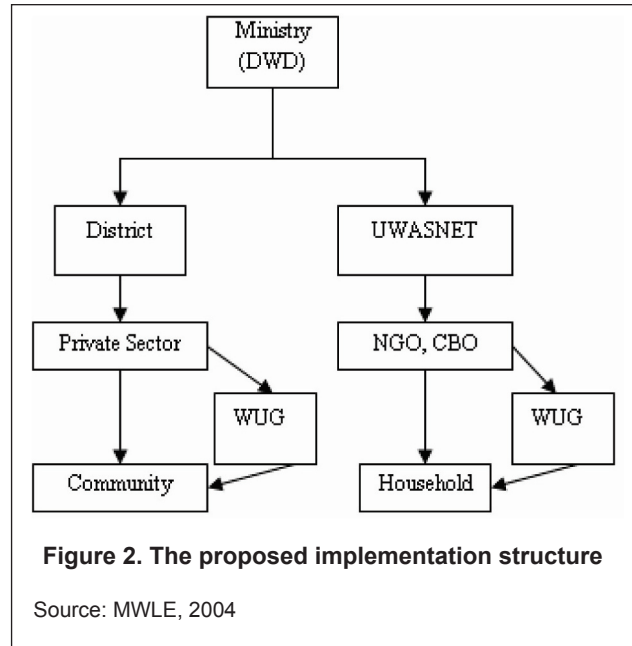 Ministry
(DWD)
District
UWASNET
Private Sector
NGO, CBO
WUG
WUG
Community
Household
Figure 2. The proposed implementation structure
Source: MWLE, 2004